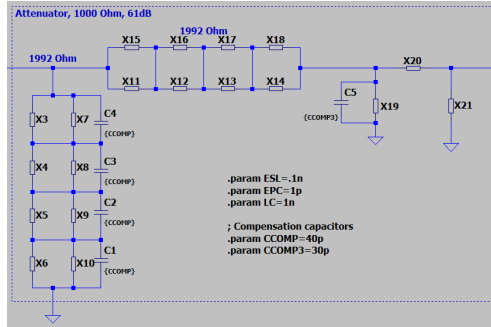 Attenuator, 1000 Ohm, 61dB
1992 Ohm
X15 X16 X17 X18
1992 Ohm
X20
X11 X12 X13 X14
C5
X19
X21
{CCOMP3}
C4
X3 X7
{CCOMP}
C3
X4 X8
{CCOMP}
.param ESL=.1n
.param EPC=1p
C2
.param LC=1n
X5 X9
{CCOMP}
; Compensation capacitors
.param CCOMP=40p
C1
.param CCOMP3=30p
X6 X10
{CCOMP}